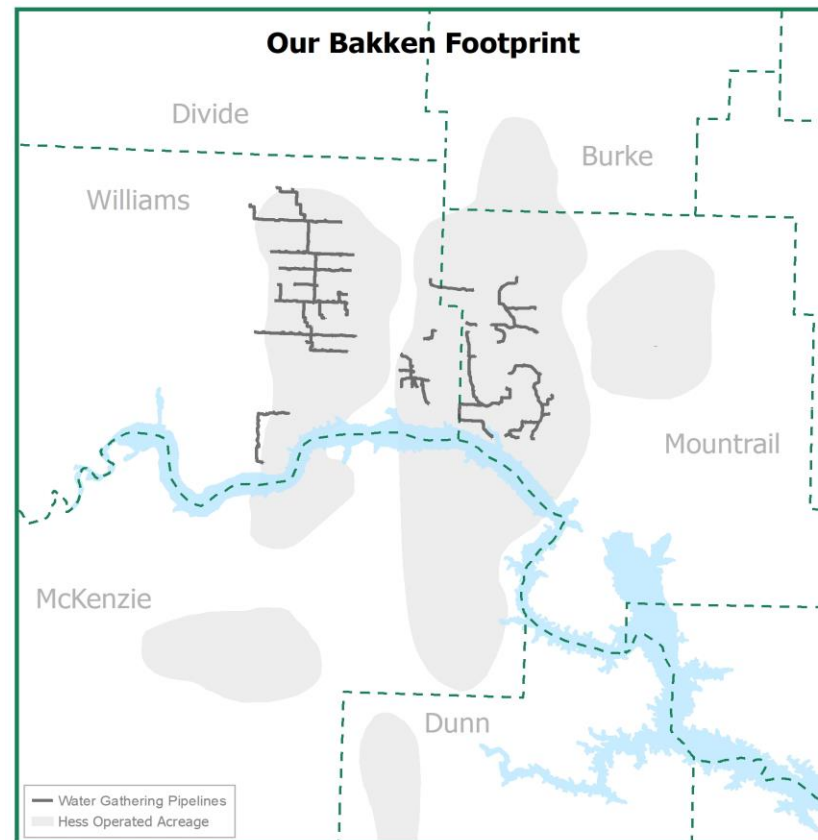 Our Bakken Footprint
Divide
Burke
Williams
Mountrail
McKenzie
Dunn
Water Gathering Pipelines
Hess Operated Acreage